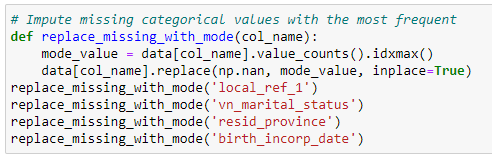 # Impute missing categorical values with the most frequent
def replace_missing_with_mode(col_name):
    mode_value = data[col_name].value_counts().idxmax()
    data[col_name].replace(np.nan, mode_value, inplace=True)
replace_missing_with_mode('local_ref_1')
replace_missing_with_mode('vn_marital_status')
replace_missing_with_mode('resid_province')
replace_missing_with_mode('birth_incorp_date')